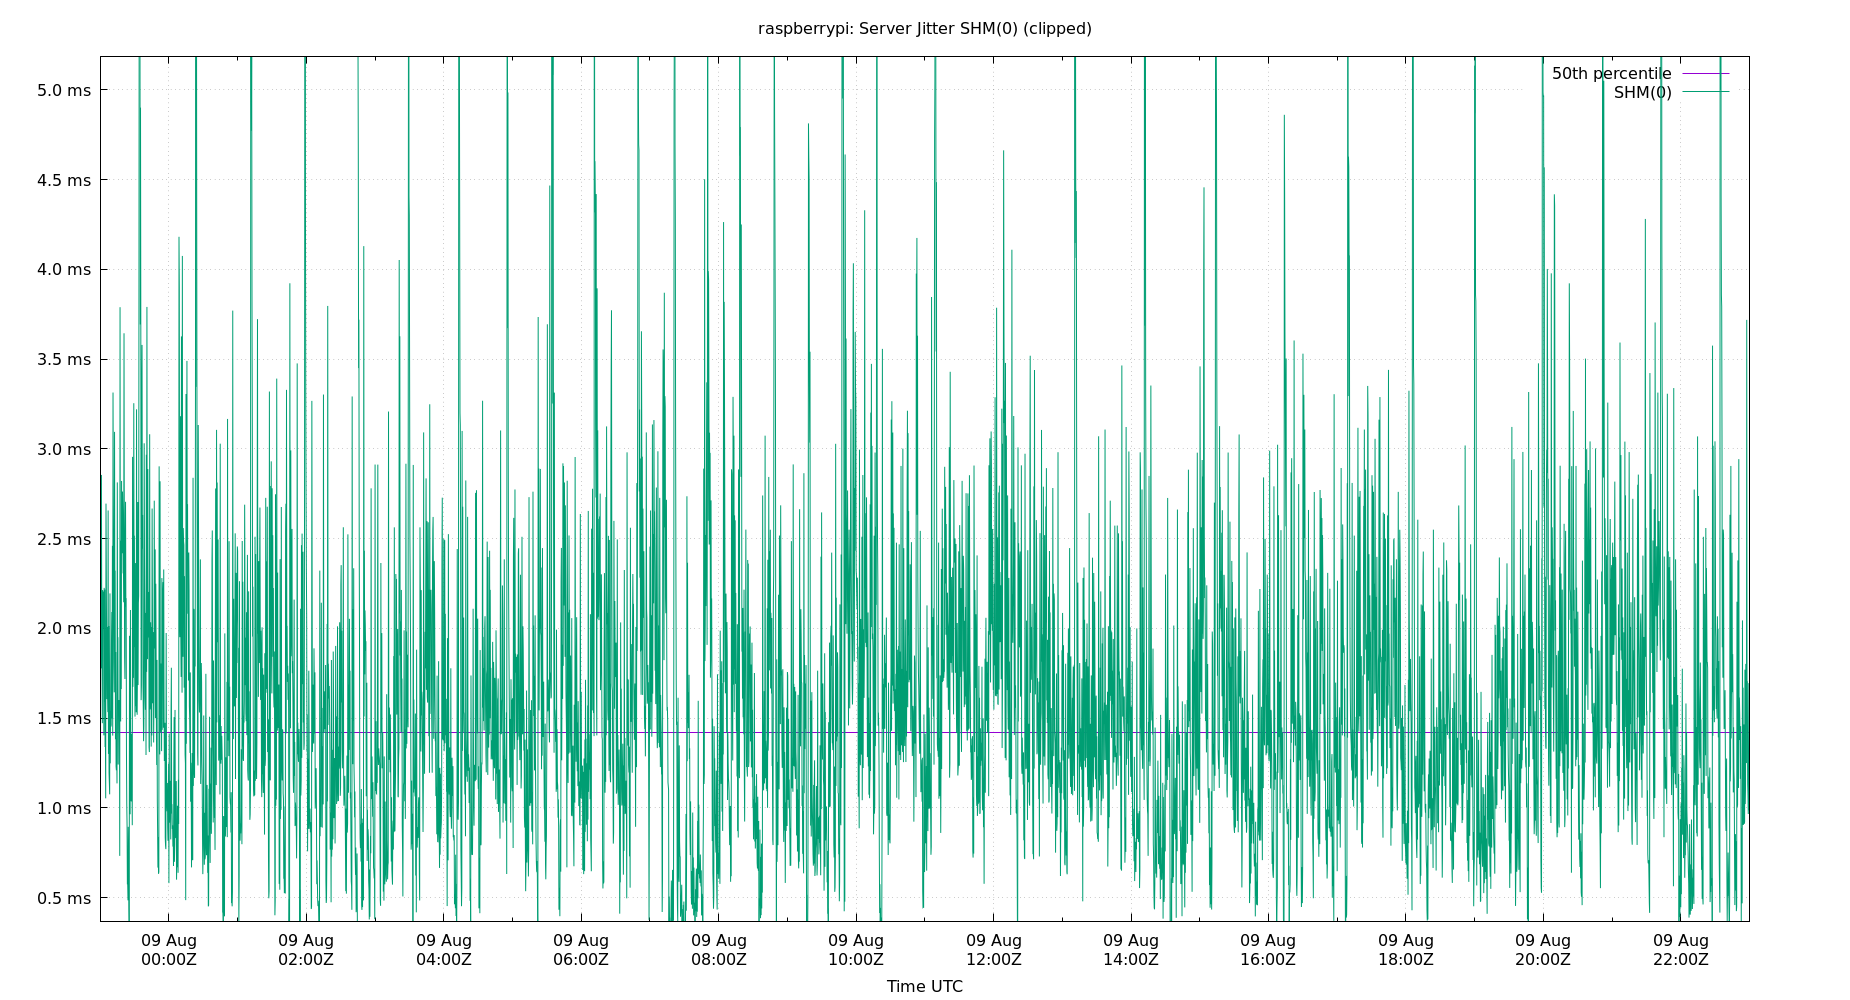 raspberrypi: Server Jitter SHM(0) (clipped)
50th percentile
SHM(0)
5.0 ms
4.5 ms
4.0 ms
3.5 ms
3.0 ms
2.5 ms
2.0 ms
1.5 ms
1.0 ms
0.5 ms
09 Aug 09 Aug 09 Aug 09 Aug 09 Aug 09 Aug 09 Aug 09 Aug 09 Aug 09 Aug 09 Aug 09 Aug
00:00Z 02:00Z 04:00Z 06:00Z 08:00Z 10:00Z 12:00Z 14:00Z 16:00Z 18:00Z 20:00Z 22:00Z
Time UTC